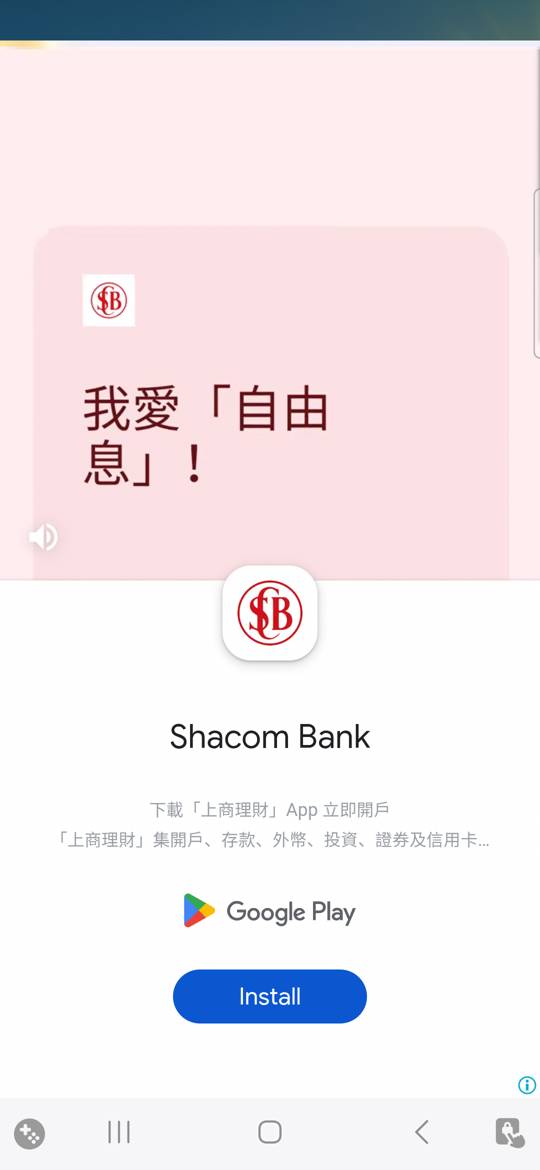 SCB
我愛「自由
息」！
SCB
Shacom Bank
下載「上商理財」App 立即開戶
「上商理財」集開戶、存款、外幣、投資、證券及信用卡...
Google Play
Install